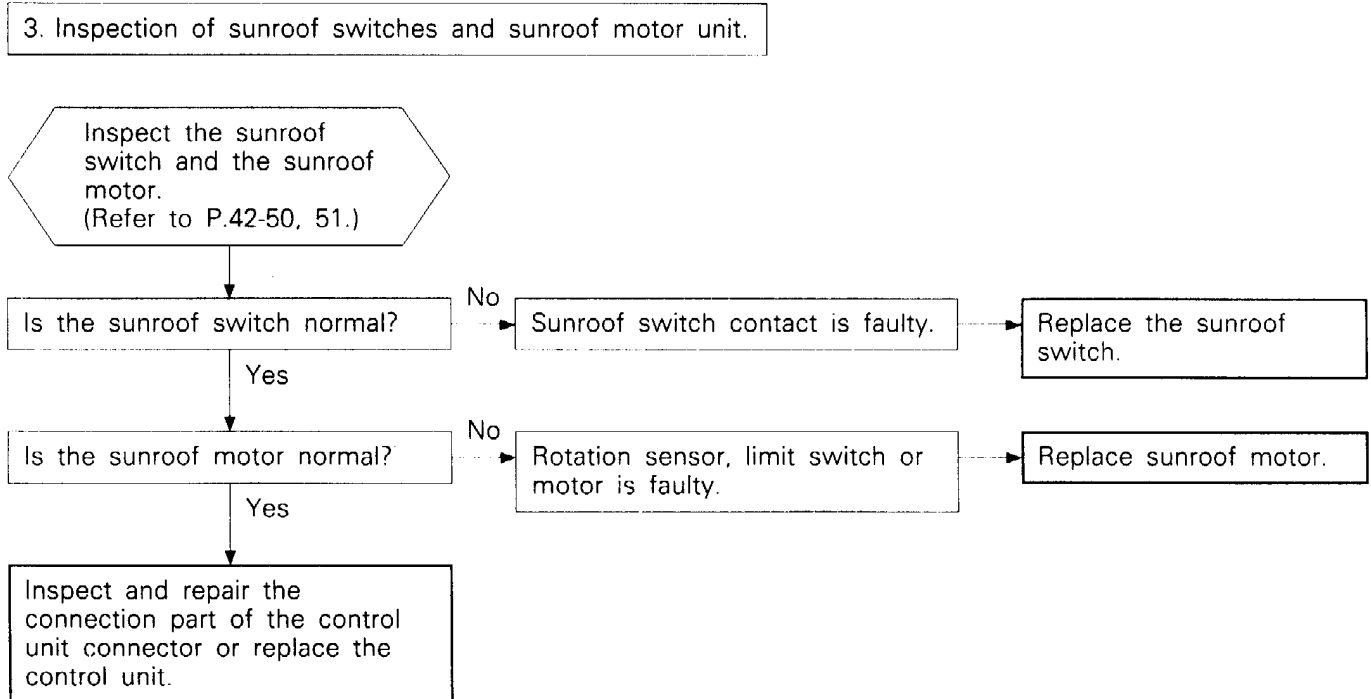 3. Inspection of sunroof switches and sunroof motor unit.
Inspect the sunroof
switch and the sunroof
motor.
(Refer to P.42-50, 51.)
Is the sunroof switch normal?
No
Sunroof switch contact is faulty.
Replace the sunroof
switch.
Yes
Is the sunroof motor normal?
No
Rotation sensor, limit switch or
motor is faulty.
Replace sunroof motor.
Yes
Inspect and repair the
connection part of the control
unit connector or replace the
control unit.